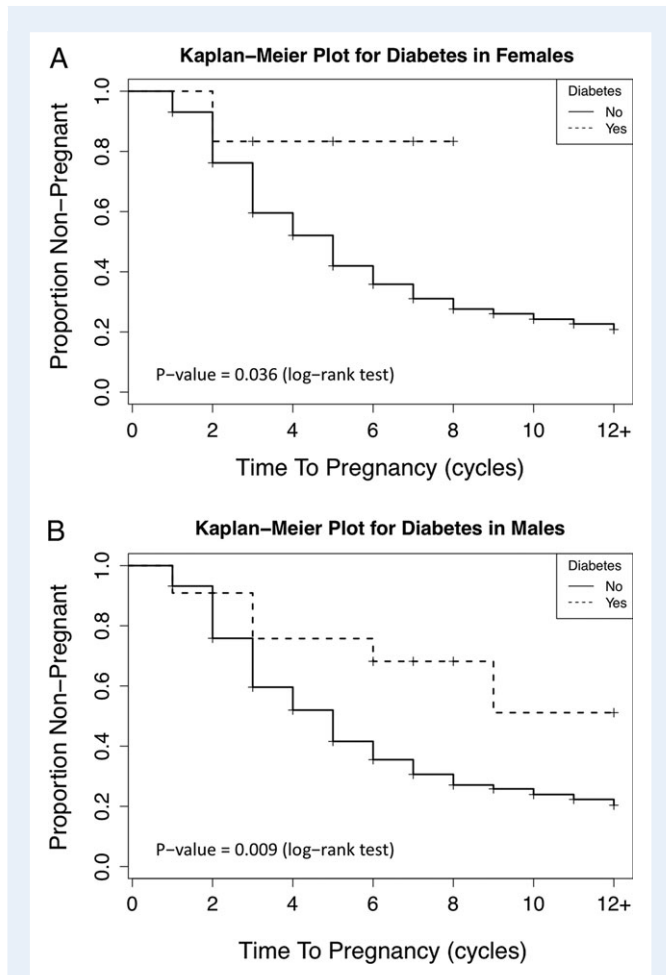 A
Kaplan–Meier Plot for Diabetes in Females
Proportion Non–Pregnant
1.0
0.8
0.6
0.4
0.2
0.0
Diabetes
No
Yes
P–value = 0.036 (log–rank test)
0 2 4 6 8 10 12+
Time To Pregnancy (cycles)
B
Kaplan–Meier Plot for Diabetes in Males
Proportion Non–Pregnant
1.0
0.8
0.6
0.4
0.2
0.0
Diabetes
No
Yes
P–value = 0.009 (log–rank test)
0 2 4 6 8 10 12+
Time To Pregnancy (cycles)